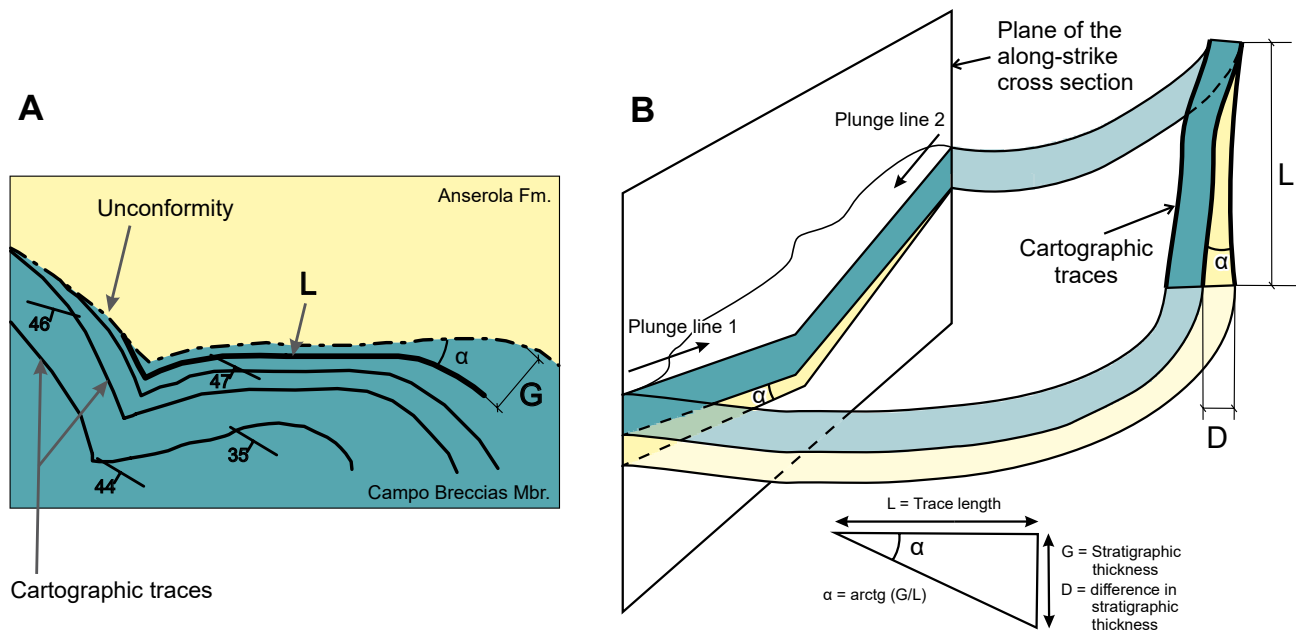 A
Anserola Fm.
Unconformity
L
46
α
47
G
35
44
Campo Breccias Mbr.
Cartographic traces
B
Plane of the
along-strike
cross section
Plunge line 2
L
Cartographic
traces
α
Plunge line 1
α
D
L = Trace length
α
α = arctg (G/L)
G = Stratigraphic
thickness
D = difference in
stratigraphic
thickness